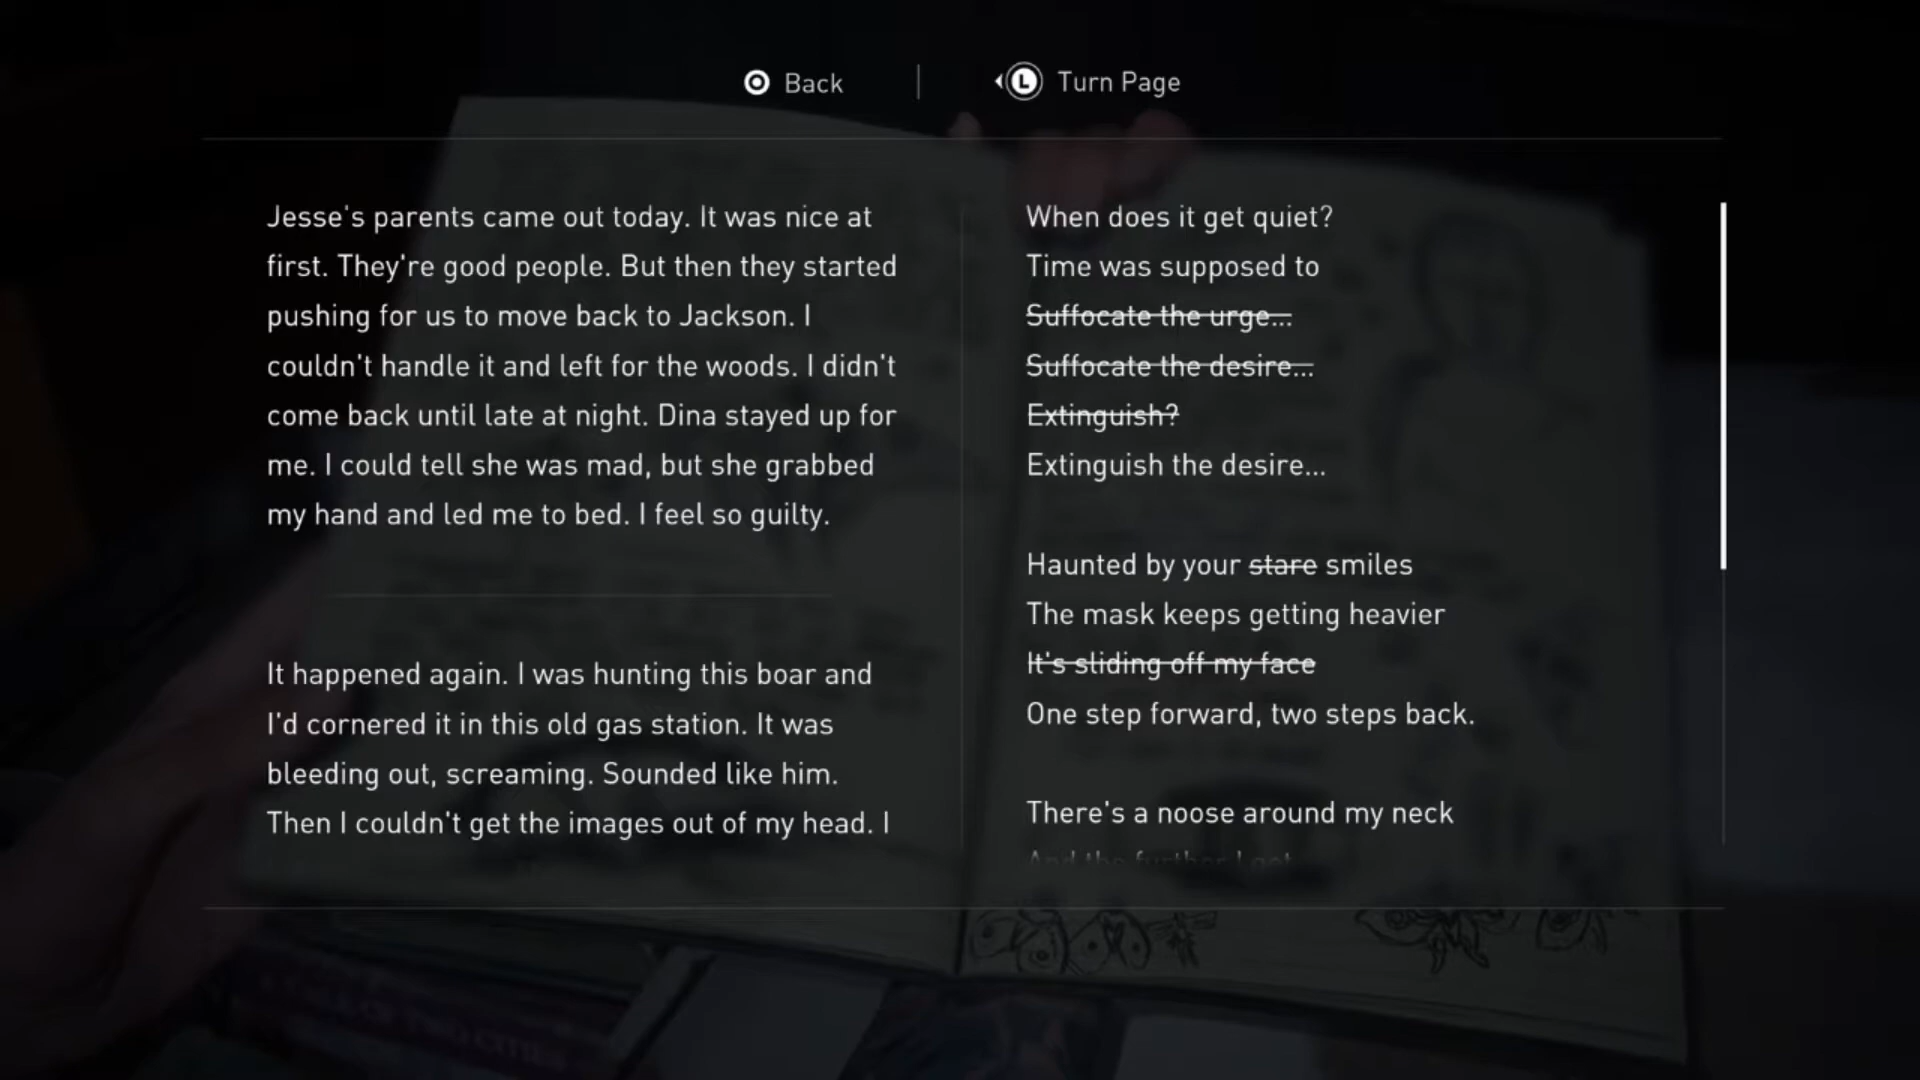 Back
L
Turn Page
Jesse's parents came out today. It was nice at
first. They're good people. But then they started
pushing for us to move back to Jackson. I
couldn't handle it and left for the woods. I didn't
come back until late at night. Dina stayed up for
me. I could tell she was mad, but she grabbed
my hand and led me to bed. I feel so guilty.
It happened again. I was hunting this boar and
I'd cornered it in this old gas station. It was
bleeding out, screaming. Sounded like him.
Then I couldn't get the images out of my head. I
When does it get quiet?
Time was supposed to
Suffocate the urge...
Suffocate the desire...
Extinguish?
Extinguish the desire...
Haunted by your stare smiles
The mask keeps getting heavier
It's sliding off my face
One step forward, two steps back.
There's a noose around my neck
And the further I get